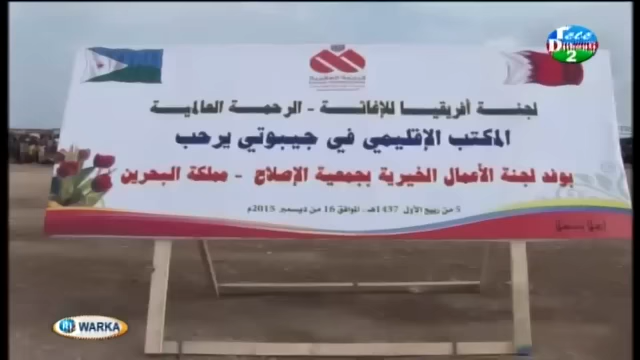 Tele
Djibouti
2
لجنة أفريقيا للإغاثة - الرحمة العالمية
المكتب الإقليمي في جيبوتي يرحب
بوفد لجنة الأعمال الخيرية بجمعية الإصلاح - مملكة البحرين
5 من ربيع الأول 1437هـ الموافق 16 من ديسمبر 2015م
WARKA